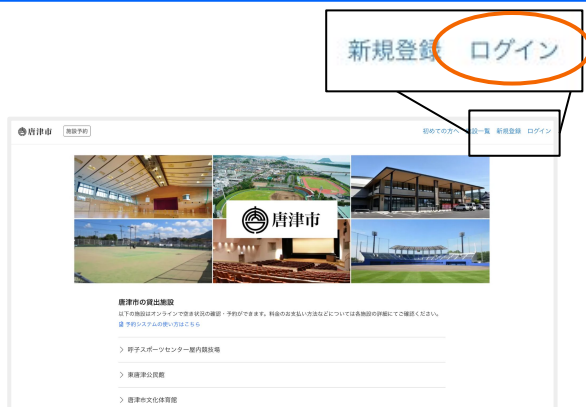 新規登録 ログイン
唐津市 施設予約 初めての方へ 施設一覧 新規登録 ログイン
唐津市
唐津市の貸出施設
以下の施設はオンラインで空き状況の確認・予約ができます。料金のお支払い方法などについては各施設の詳細にてご確認ください。
予約システムの使い方はこちら
呼子スポーツセンター屋内競技場
東唐津公民館
唐津市文化体育館